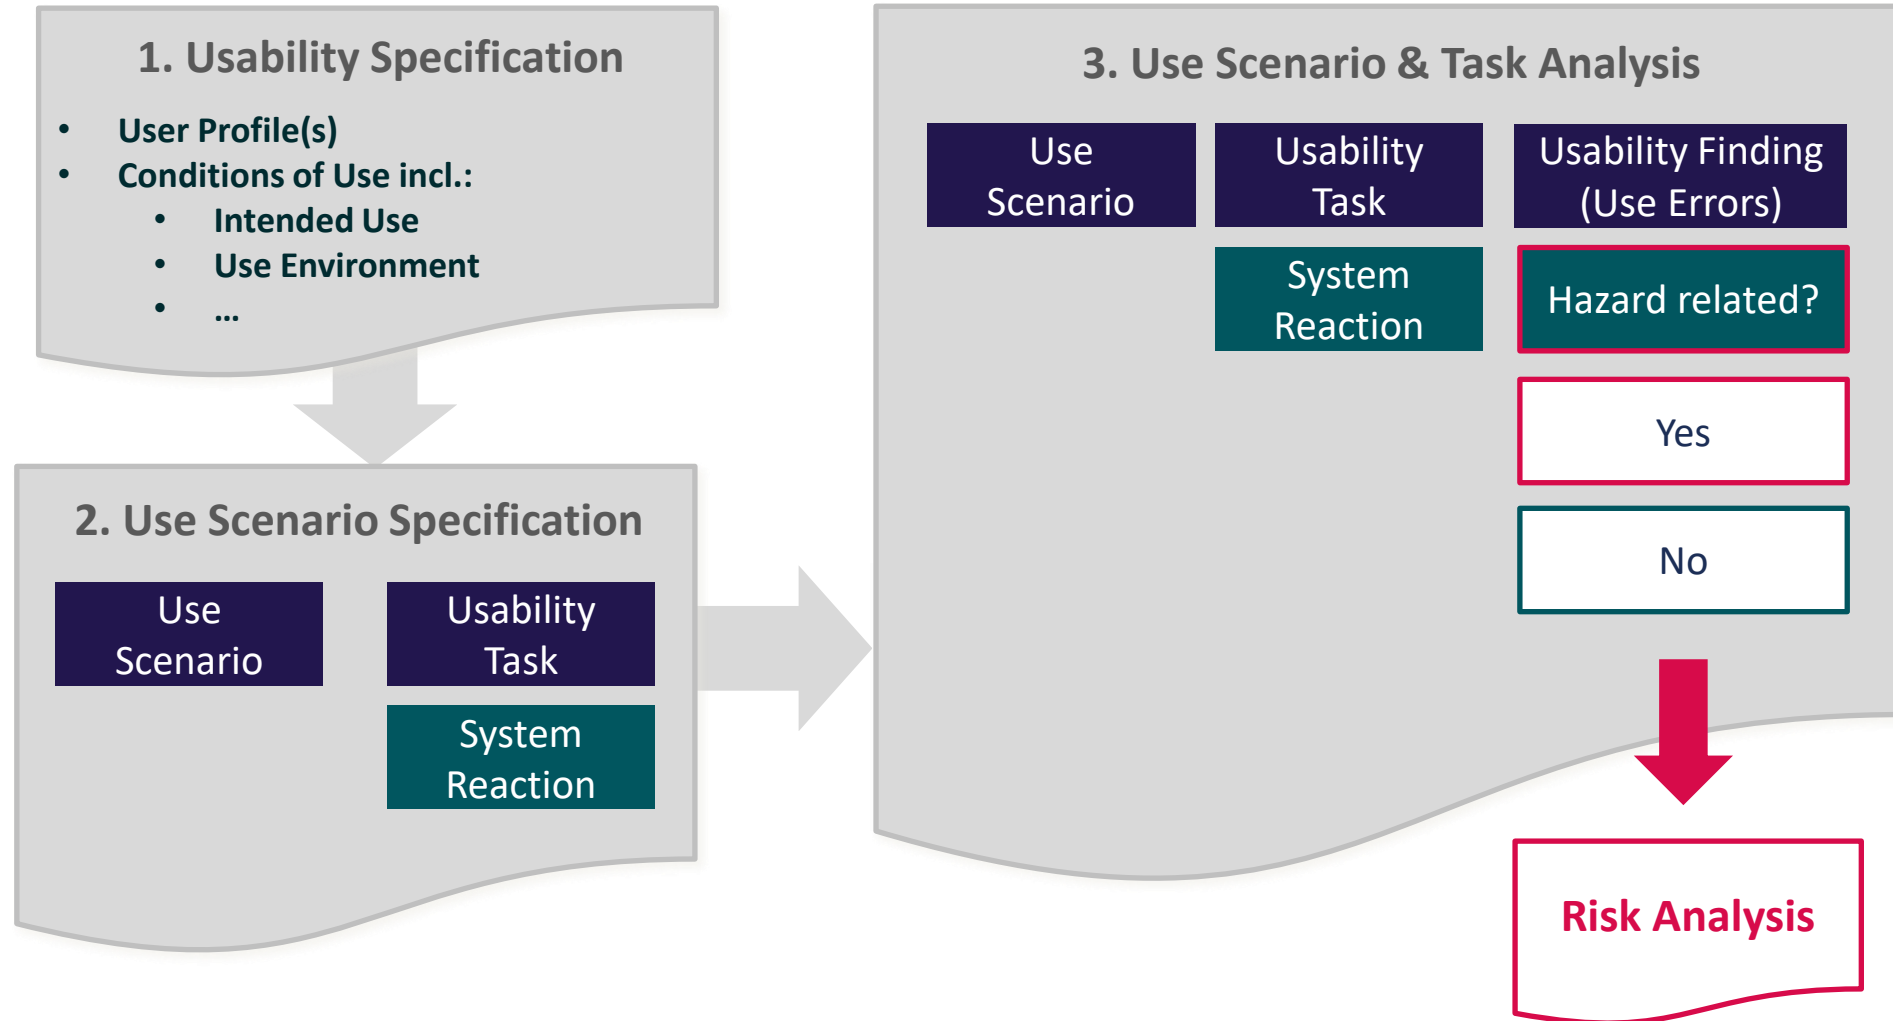 1. Usability Specification
• User Profile(s)
• Conditions of Use incl.:
• Intended Use
• Use Environment
• ...
2. Use Scenario Specification
Use
Scenario
Usability
Task
System
Reaction
3. Use Scenario & Task Analysis
Use
Scenario
Usability
Task
Usability Finding
(Use Errors)
System
Reaction
Hazard related?
Yes
No
Risk Analysis